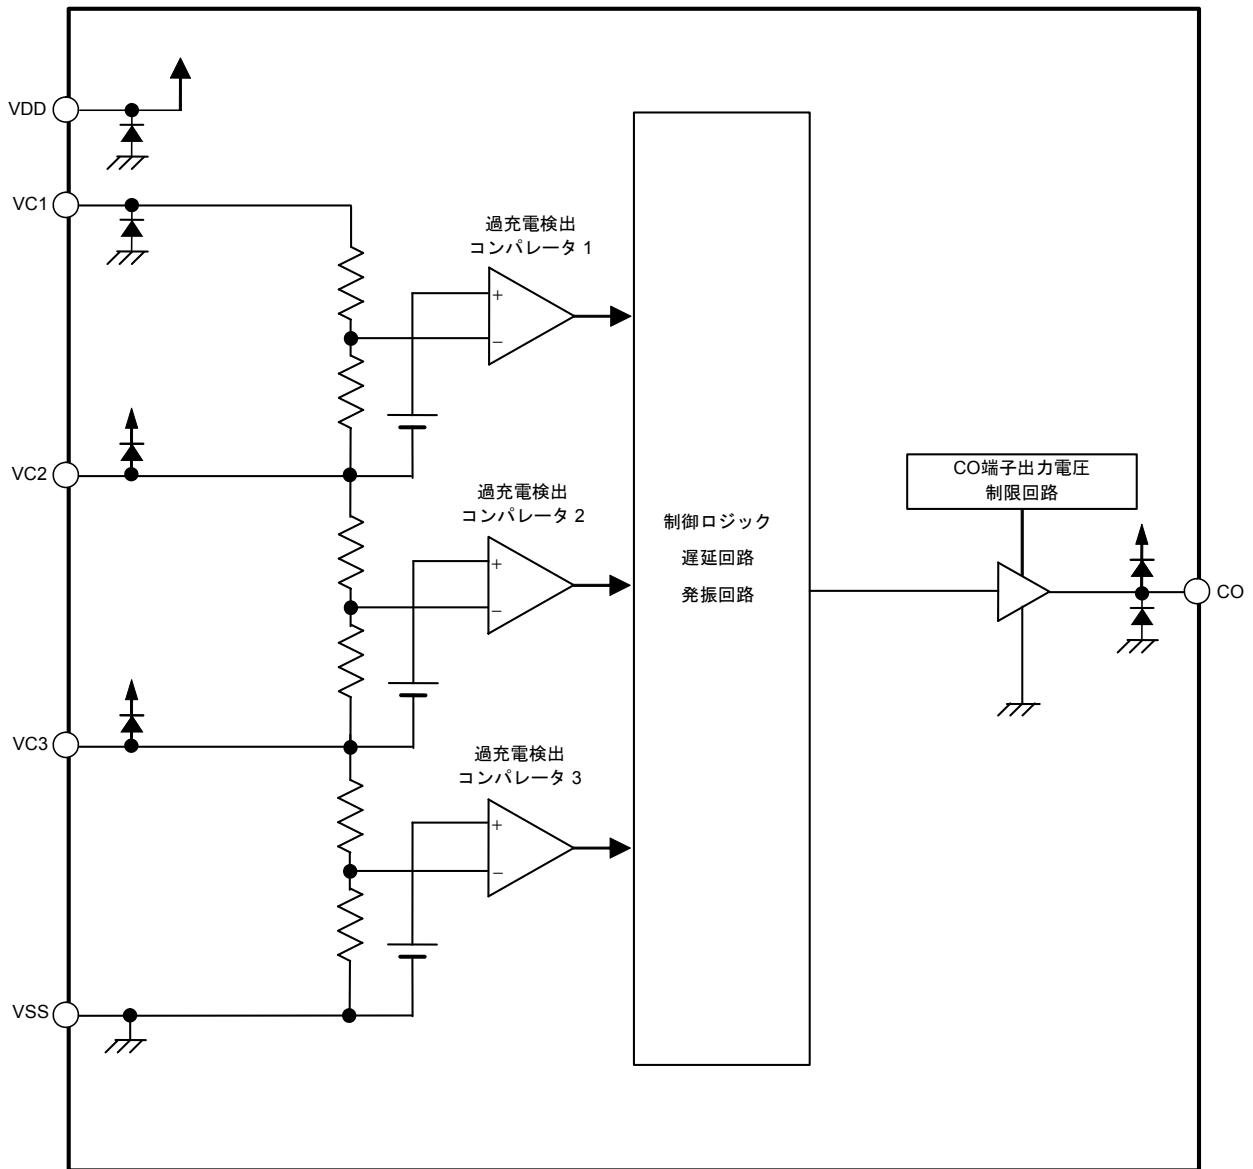 VDD
VC1
過充電検出
コンパレータ 1
+
−
VC2
過充電検出
コンパレータ 2
+
−
制御ロジック
遅延回路
発振回路
CO端子出力電圧
制限回路
CO
VC3
過充電検出
コンパレータ 3
+
−
VSS